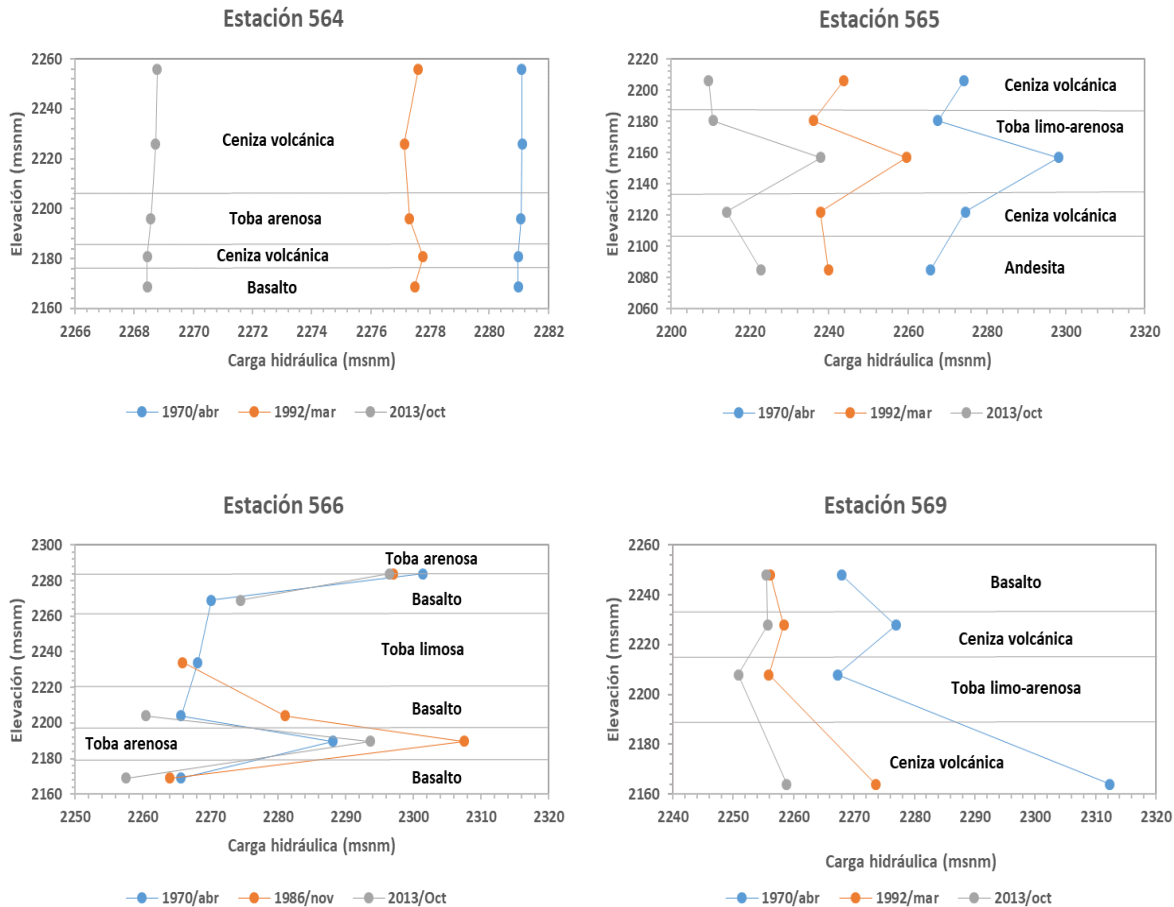 Estación 564
Elevación (msnm)
2260
2240
2220
2200
2180
2160
Ceniza volcánica
Toba arenosa
Ceniza volcánica
Basalto
2266 2268 2270 2272 2274 2276 2278 2280 2282
Carga hidráulica (msnm)
1970/abr 1992/mar 2013/oct
Estación 565
Elevación (msnm)
2220
2200
2180
2160
2140
2120
2100
2080
2060
Ceniza volcánica
Toba limo-arenosa
Ceniza volcánica
Andesita
2200 2220 2240 2260 2280 2300 2320
Carga hidráulica (msnm)
1970/abr 1992/mar 2013/oct
Estación 566
Elevación (msnm)
2300
2280
2260
2240
2220
2200
2180
2160
Toba arenosa
Basalto
Toba limosa
Basalto
Toba arenosa
Basalto
2250 2260 2270 2280 2290 2300 2310 2320
Carga hidráulica (msnm)
1970/abr 1986/nov 2013/Oct
Estación 569
Elevación (msnm)
2260
2240
2220
2200
2180
2160
Basalto
Ceniza volcánica
Toba limo-arenosa
Ceniza volcánica
2240 2250 2260 2270 2280 2290 2300 2310 2320
Carga hidráulica (msnm)
1970/abr 1992/mar 2013/oct